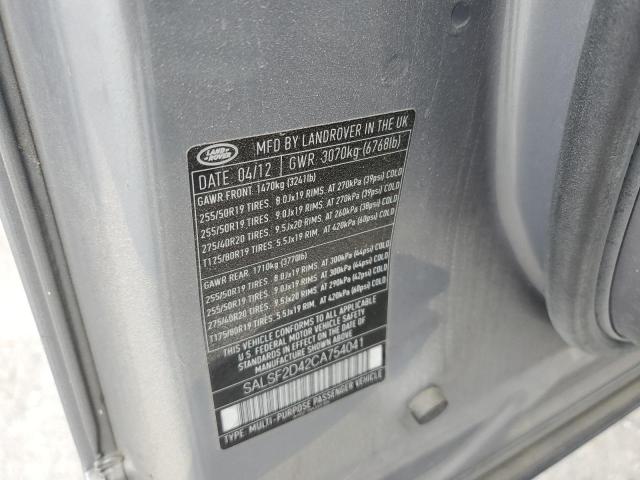 LAND ROVER
MFD BY LANDROVER IN THE UK
DATE 04/12 GWR 3070kg (6768lb)
GAWR FRONT. 1470kg (3241lb)
255/50R19 TIRES. 8.0Jx19 RIMS. AT 270kPa (39psi) COLD
255/50R19 TIRES. 9.0Jx19 RIMS. AT 270kPa (39psi) COLD
275/40R20 TIRES. 9.5Jx20 RIMS. AT 260kPa (38psi) COLD
T175/80R19 TIRES. 5.5Jx19 RIM. AT 420kPa (60psi) COLD
GAWR REAR. 1710kg (3770lb)
255/50R19 TIRES. 8.0Jx19 RIMS. AT 300kPa (44psi) COLD
255/50R19 TIRES. 9.0Jx19 RIMS. AT 300kPa (44psi) COLD
275/40R20 TIRES. 9.5Jx20 RIMS. AT 290kPa (42psi) COLD
T175/80R19 TIRES. 5.5Jx19 RIM. AT 420kPa (60psi) COLD
THIS VEHICLE CONFORMS TO ALL APPLICABLE
U.S. FEDERAL MOTOR VEHICLE SAFETY
STANDARDS IN EFFECT ON THE DATE OF
MANUFACTURE SHOWN ABOVE.
SALSF2D42CA754041
TYPE: MULTI-PURPOSE PASSENGER VEHICLE